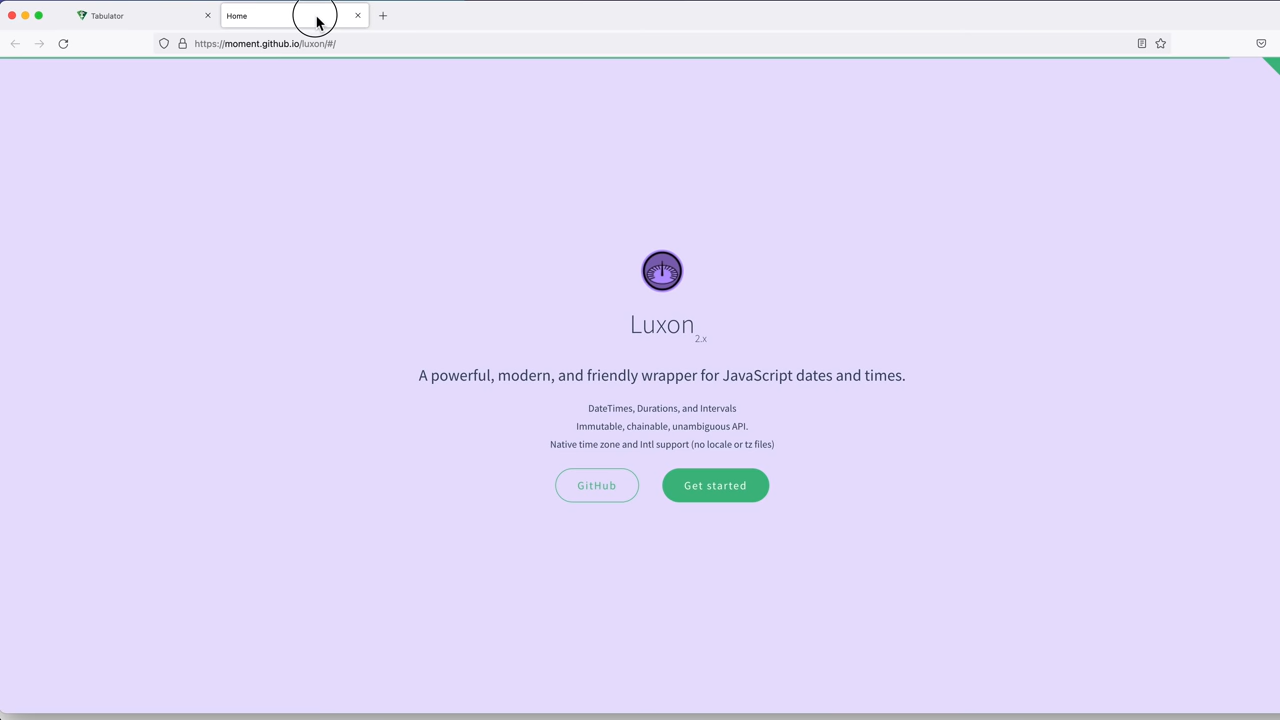 Tabulator
Home
https://moment.github.io/luxon/#/
Luxon 2.x
A powerful, modern, and friendly wrapper for JavaScript dates and times.
DateTimes, Durations, and Intervals
Immutable, chainable, unambiguous API.
Native time zone and Intl support (no locale or tz files)
GitHub
Get started